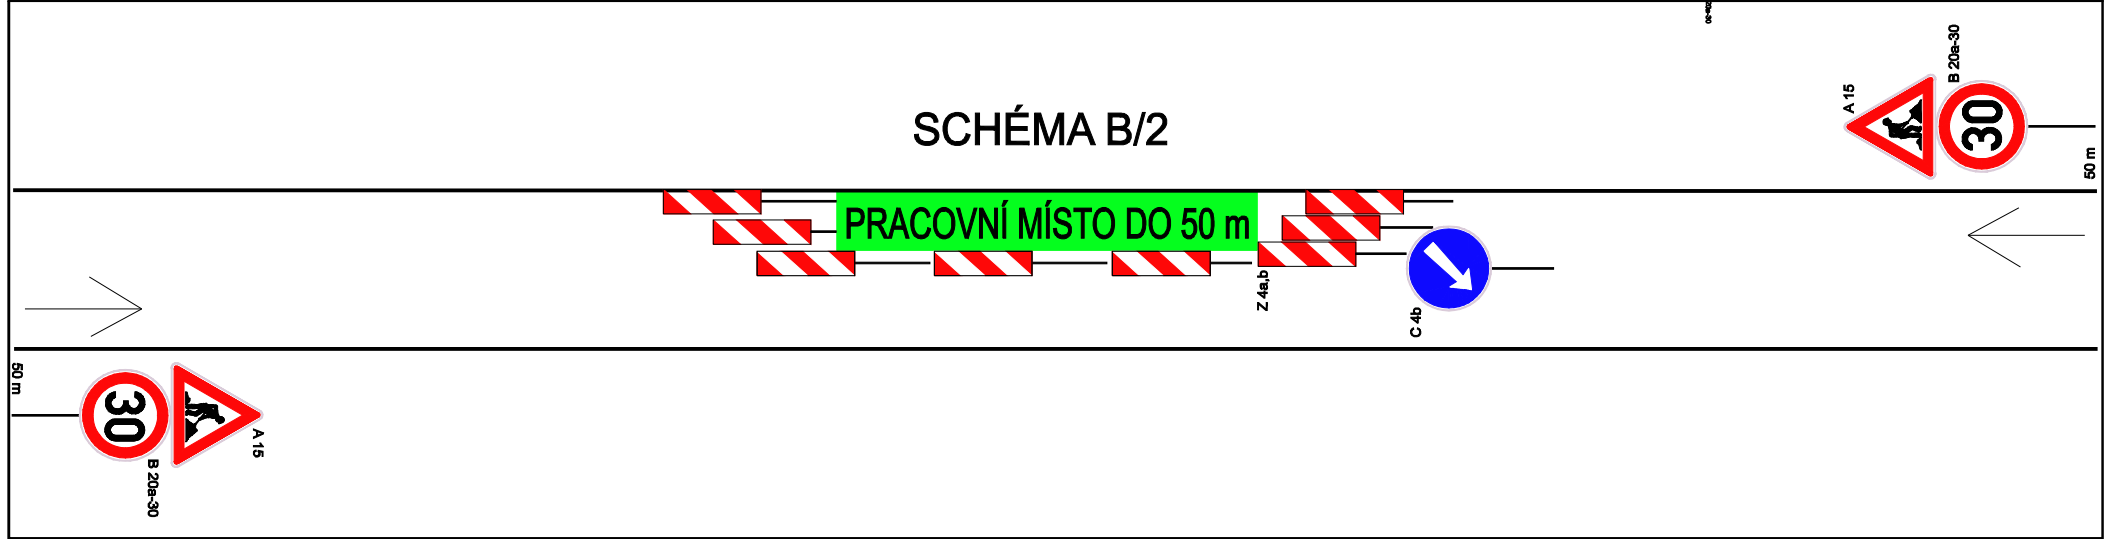 B 20a-30
A 15
30
50 m
SCHÉMA B/2
PRACOVNÍ MÍSTO DO 50 m
Z 4a,b
C 4b
50 m
30
A 15
B 20a-30